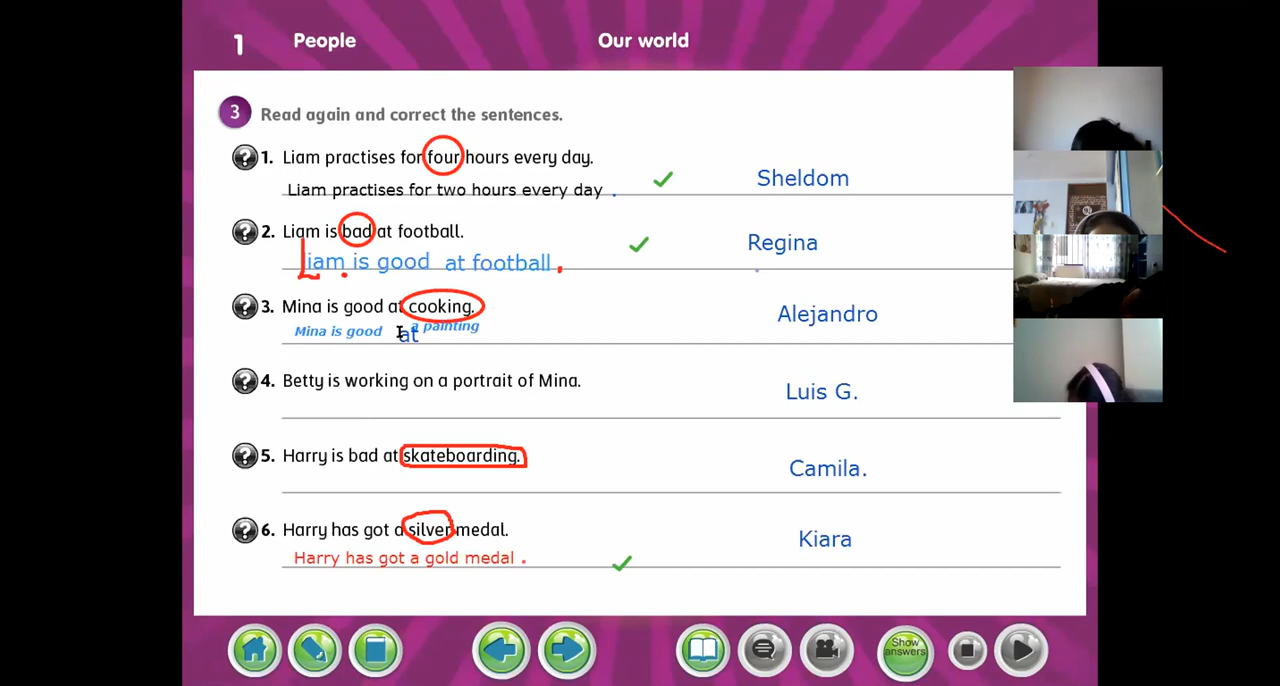 1 People Our world
3 Read again and correct the sentences.
? 1. Liam practises for four hours every day.
Liam practises for two hours every day . Sheldom
? 2. Liam is bad at football.
Liam is good at football. Regina
? 3. Mina is good at cooking.
Mina is good at a painting Alejandro
? 4. Betty is working on a portrait of Mina.
Luis G.
? 5. Harry is bad at skateboarding.
Camila.
? 6. Harry has got a silver medal.
Harry has got a gold medal . Kiara
Show answers